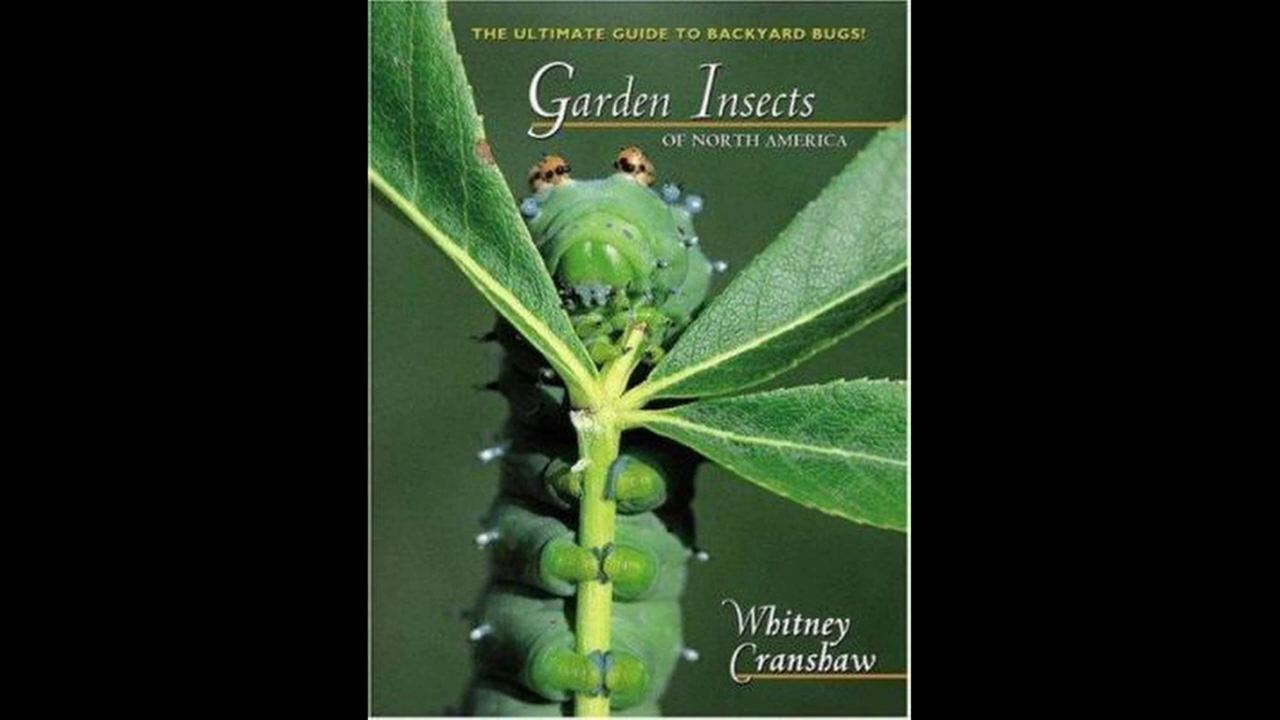 THE ULTIMATE GUIDE TO BACKYARD BUGS!
Garden Insects
OF NORTH AMERICA
Whitney
Cranshaw